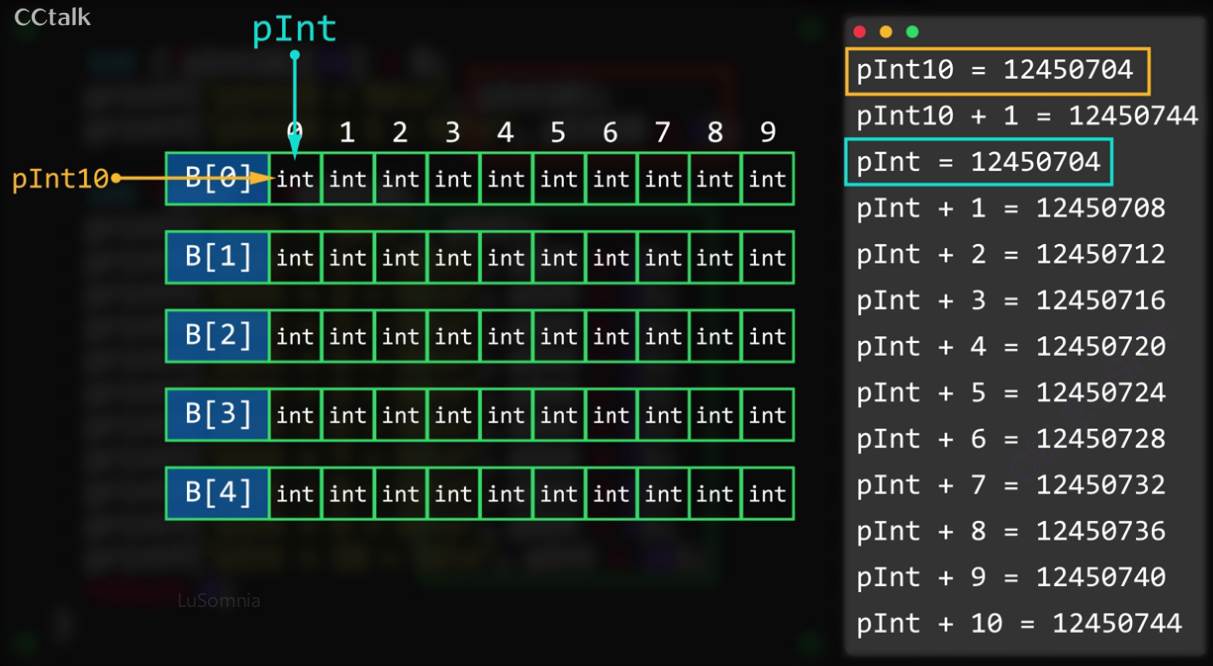 CCtalk
pInt
0 1 2 3 4 5 6 7 8 9
pInt10
B[0] int int int int int int int int int int
B[1] int int int int int int int int int int
B[2] int int int int int int int int int int
B[3] int int int int int int int int int int
B[4] int int int int int int int int int int
LuSomnia
pInt10 = 12450704
pInt10 + 1 = 12450744
pInt = 12450704
pInt + 1 = 12450708
pInt + 2 = 12450712
pInt + 3 = 12450716
pInt + 4 = 12450720
pInt + 5 = 12450724
pInt + 6 = 12450728
pInt + 7 = 12450732
pInt + 8 = 12450736
pInt + 9 = 12450740
pInt + 10 = 12450744